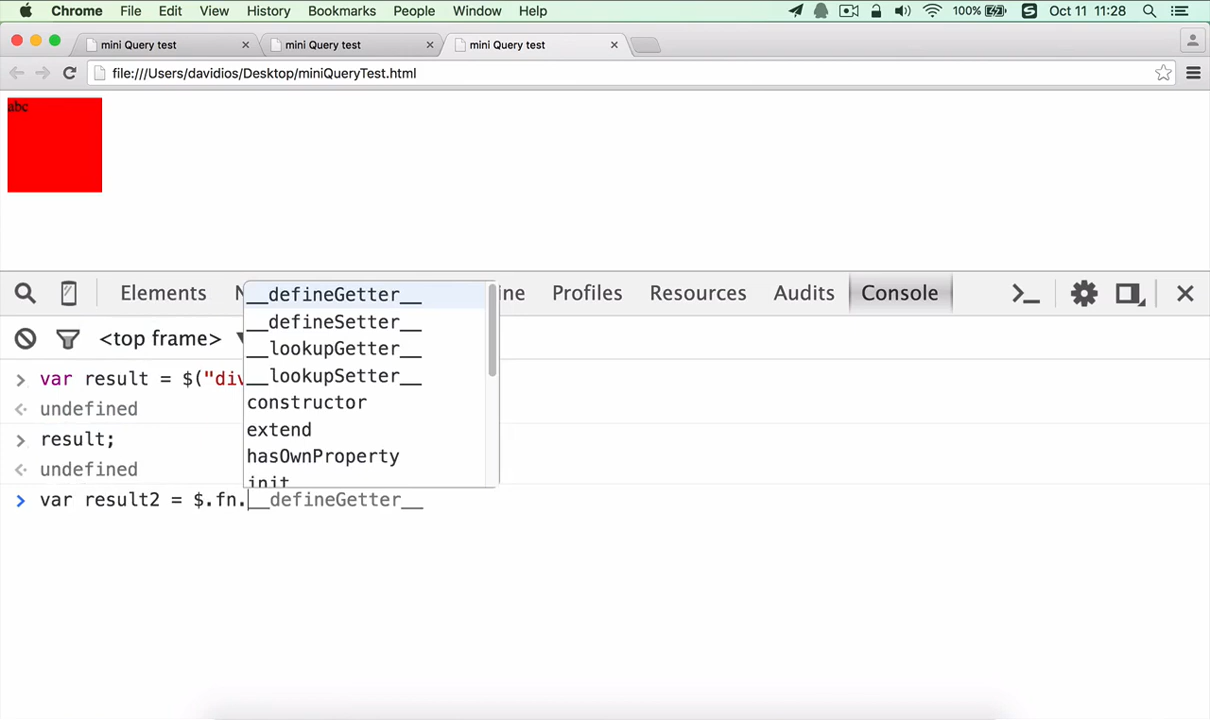 Chrome File Edit View History Bookmarks People Window Help 100% Oct 11 11:28
mini Query test mini Query test mini Query test
file:///Users/davidios/Desktop/miniQueryTest.html
abc
Elements N ine Profiles Resources Audits Console
<top frame>
__defineGetter__
__defineSetter__
__lookupGetter__
__lookupSetter__
constructor
extend
hasOwnProperty
init
> var result = $("div
undefined
> result;
undefined
> var result2 = $.fn.__defineGetter__